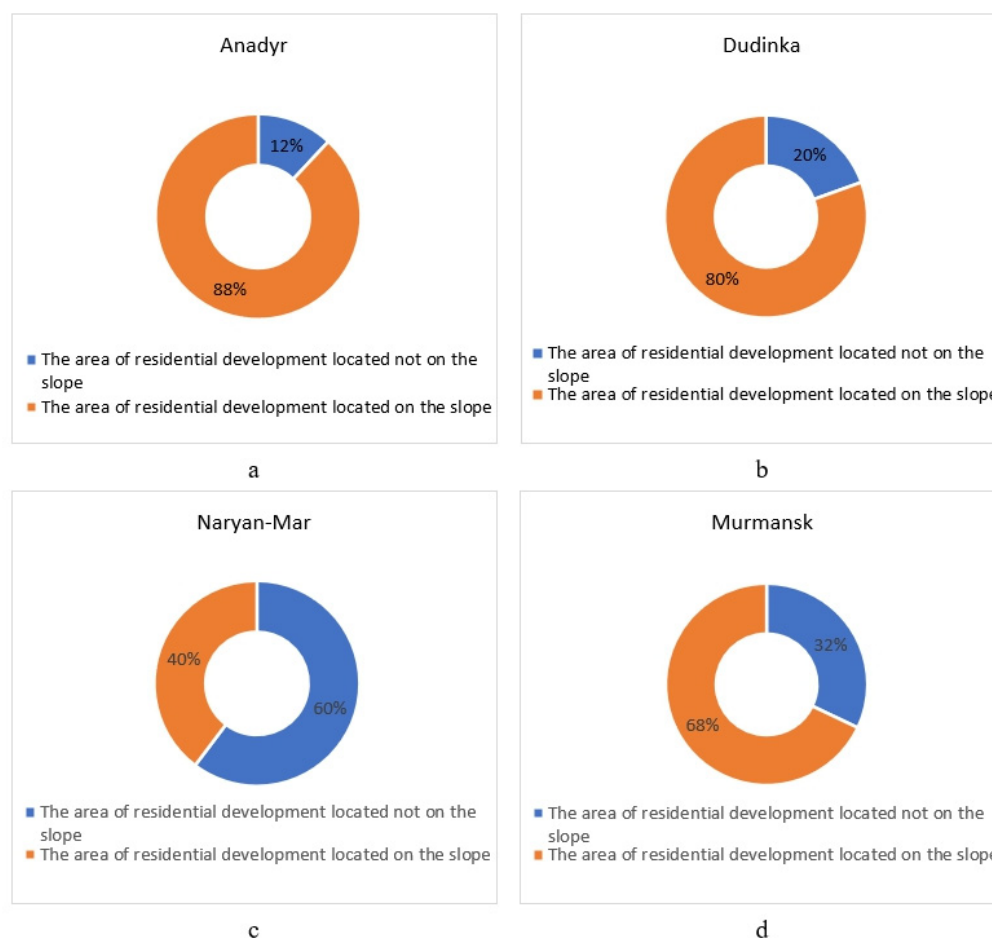 Anadyr
12%
88%
The area of residential development located not on the
slope
The area of residential development located on the slope
a
Dudinka
20%
80%
The area of residential development located not on the
slope
The area of residential development located on the slope
b
Naryan-Mar
40%
60%
The area of residential development located not on the
slope
The area of residential development located on the slope
c
Murmansk
32%
68%
The area of residential development located not on the
slope
The area of residential development located on the slope
d